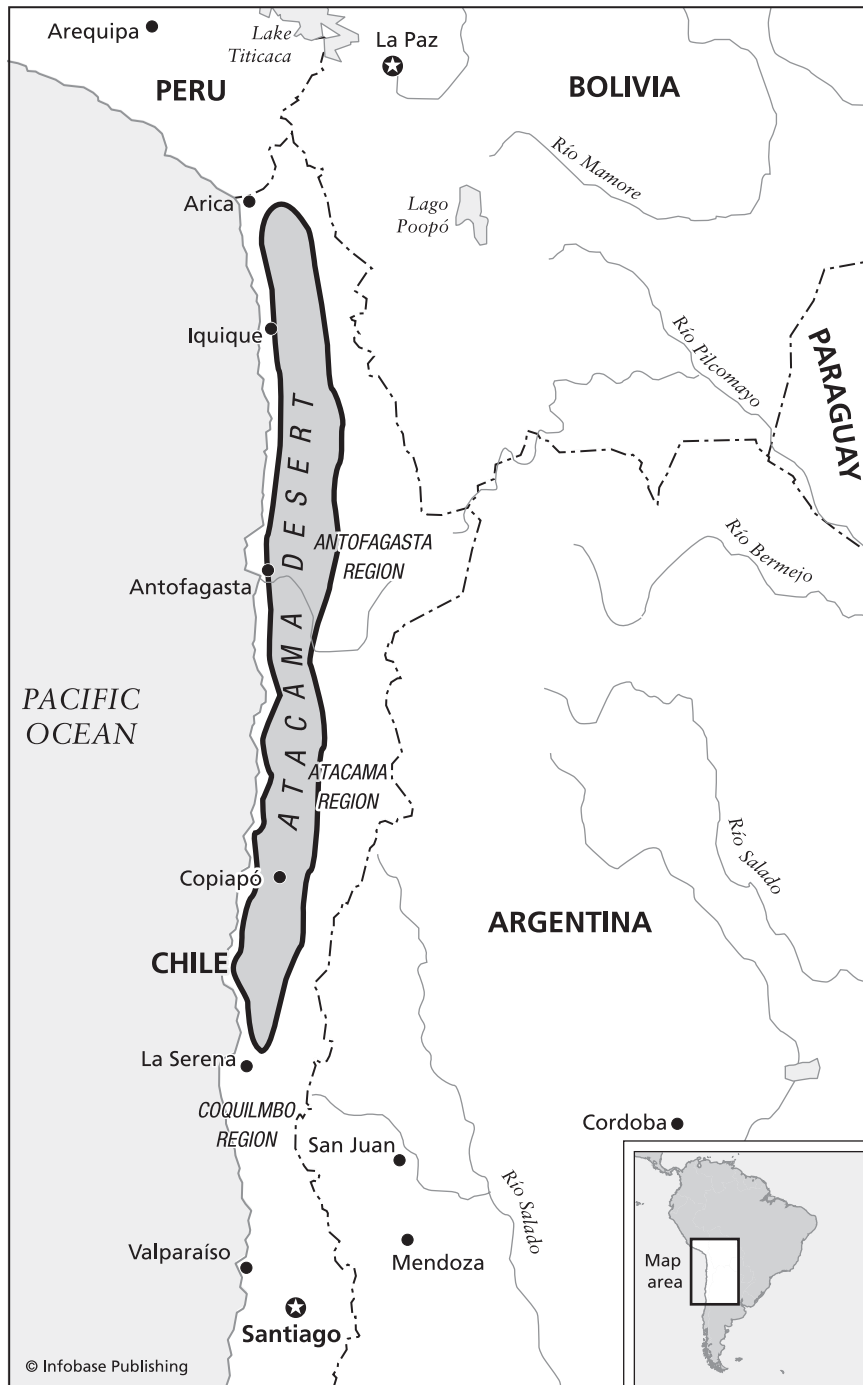 Arequipa
Lake
Titicaca
La Paz
PERU
BOLIVIA
Río Mamore
Arica
Lago
Poopó
Iquique
Río Pilcomayo
PARAGUAY
ATACAMA DESERT
ANTOFAGASTA
REGION
Río Bermejo
Antofagasta
PACIFIC
OCEAN
ATACAMA
REGION
Río Salado
Copiapó
ARGENTINA
CHILE
La Serena
COQUILMBO
REGION
Cordoba
San Juan
Río Salado
Valparaíso
Mendoza
Map
area
Santiago
© Infobase Publishing